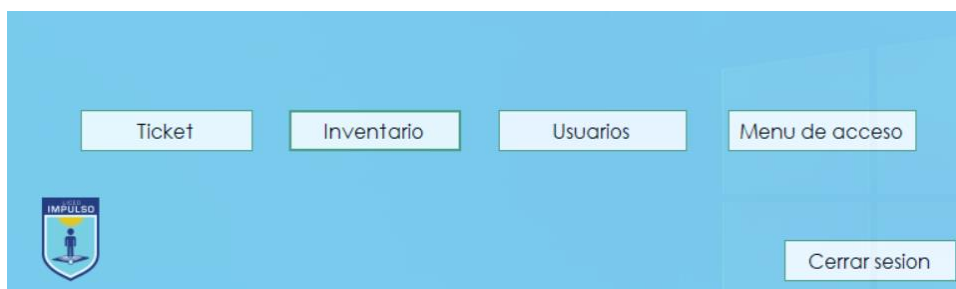 Ticket
Inventario
Usuarios
Menu de acceso
LICEO
IMPULSO
Cerrar sesion